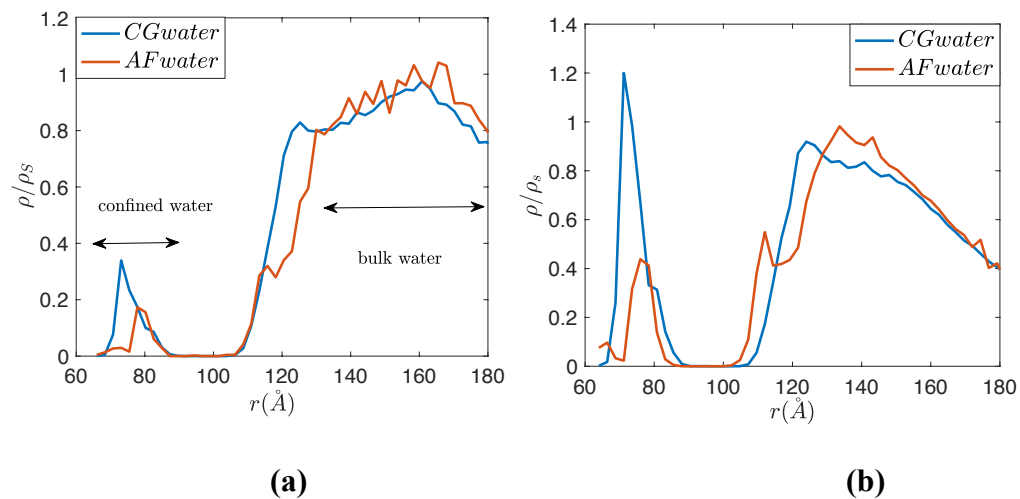 1.2
1
0.8
0.6
0.4
0.2
0
60 80 100 120 140 160 180
ρ/ρS
r(Å)
CGwater
AFwater
confined water
bulk water
(a)
1.4
1.2
1
0.8
0.6
0.4
0.2
0
60 80 100 120 140 160 180
ρ/ρs
r(Å)
CGwater
AFwater
(b)